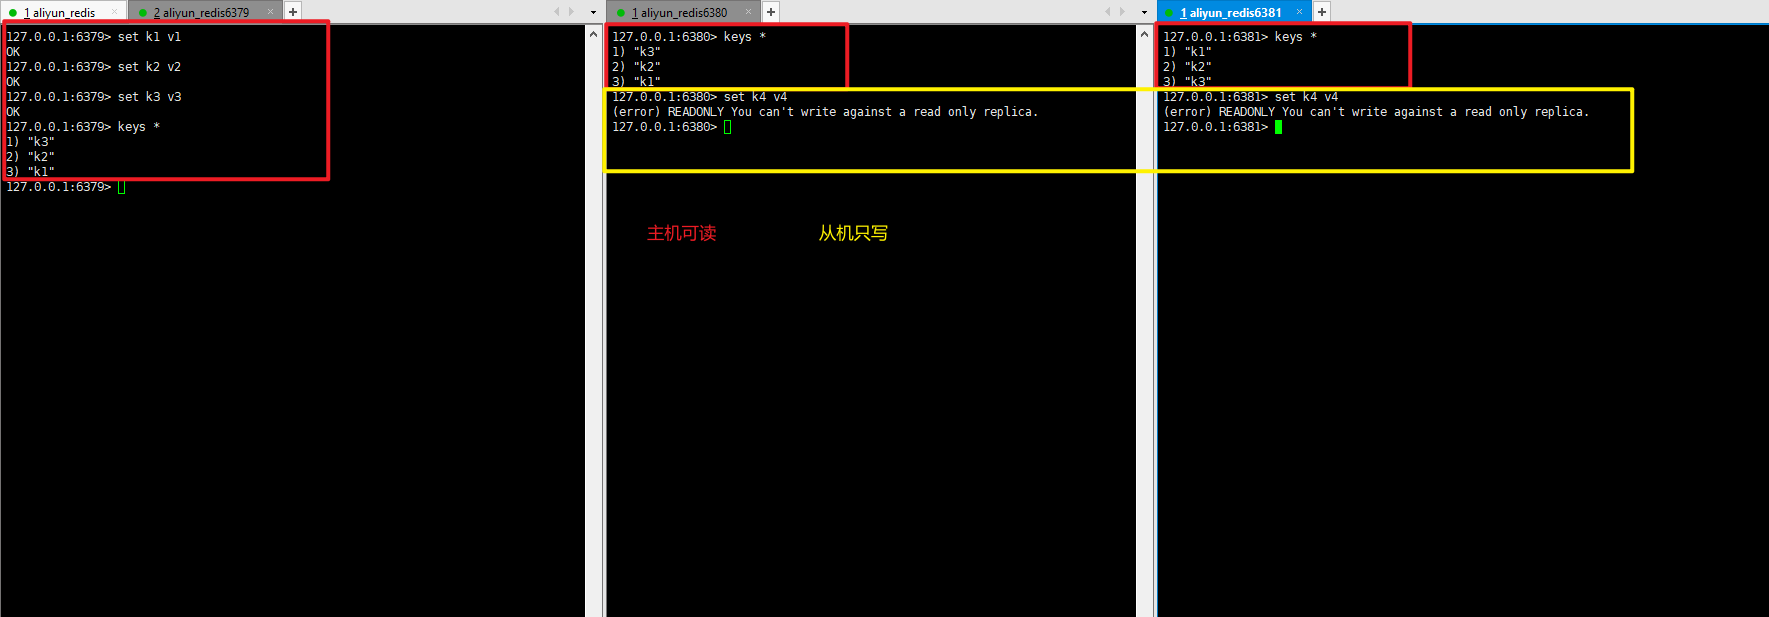 1 aliyun_redis
2 aliyun_redis6379
127.0.0.1:6379> set k1 v1
OK
127.0.0.1:6379> set k2 v2
OK
127.0.0.1:6379> set k3 v3
OK
127.0.0.1:6379> keys *
1) "k3"
2) "k2"
3) "k1"
127.0.0.1:6379>
1 aliyun_redis6380
127.0.0.1:6380> keys *
1) "k3"
2) "k2"
3) "k1"
127.0.0.1:6380> set k4 v4
(error) READONLY You can't write against a read only replica.
127.0.0.1:6380>
主机可读
从机只写
1 aliyun_redis6381
127.0.0.1:6381> keys *
1) "k1"
2) "k2"
3) "k3"
127.0.0.1:6381> set k4 v4
(error) READONLY You can't write against a read only replica.
127.0.0.1:6381>